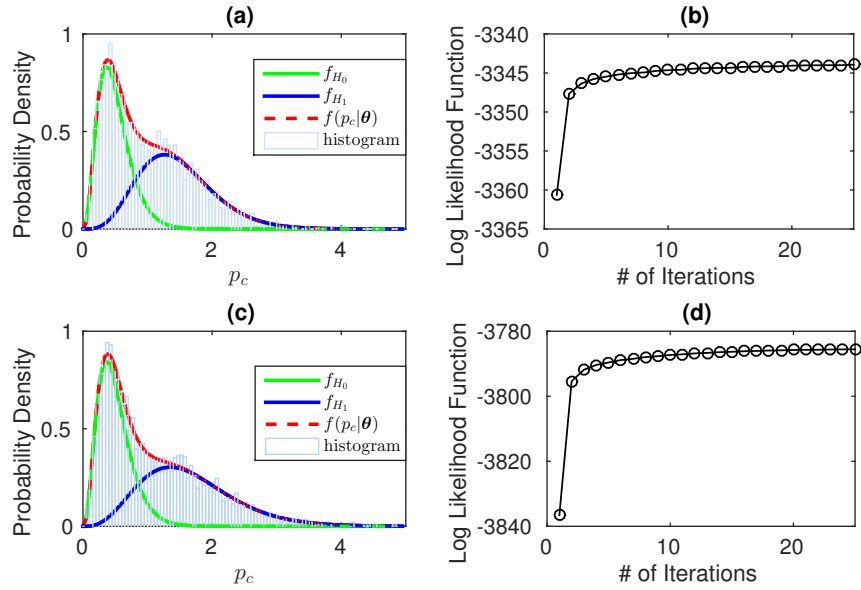 (a)
Probability Density
1
0.5
0
0 2 4
p_c
f_{H_0}
f_{H_1}
f(p_c|θ)
histogram
(b)
Log Likelihood Function
-3340
-3345
-3350
-3355
-3360
-3365
0 10 20
# of Iterations
(c)
Probability Density
1
0.5
0
0 2 4
p_c
f_{H_0}
f_{H_1}
f(p_c|θ)
histogram
(d)
Log Likelihood Function
-3780
-3800
-3820
-3840
0 10 20
# of Iterations